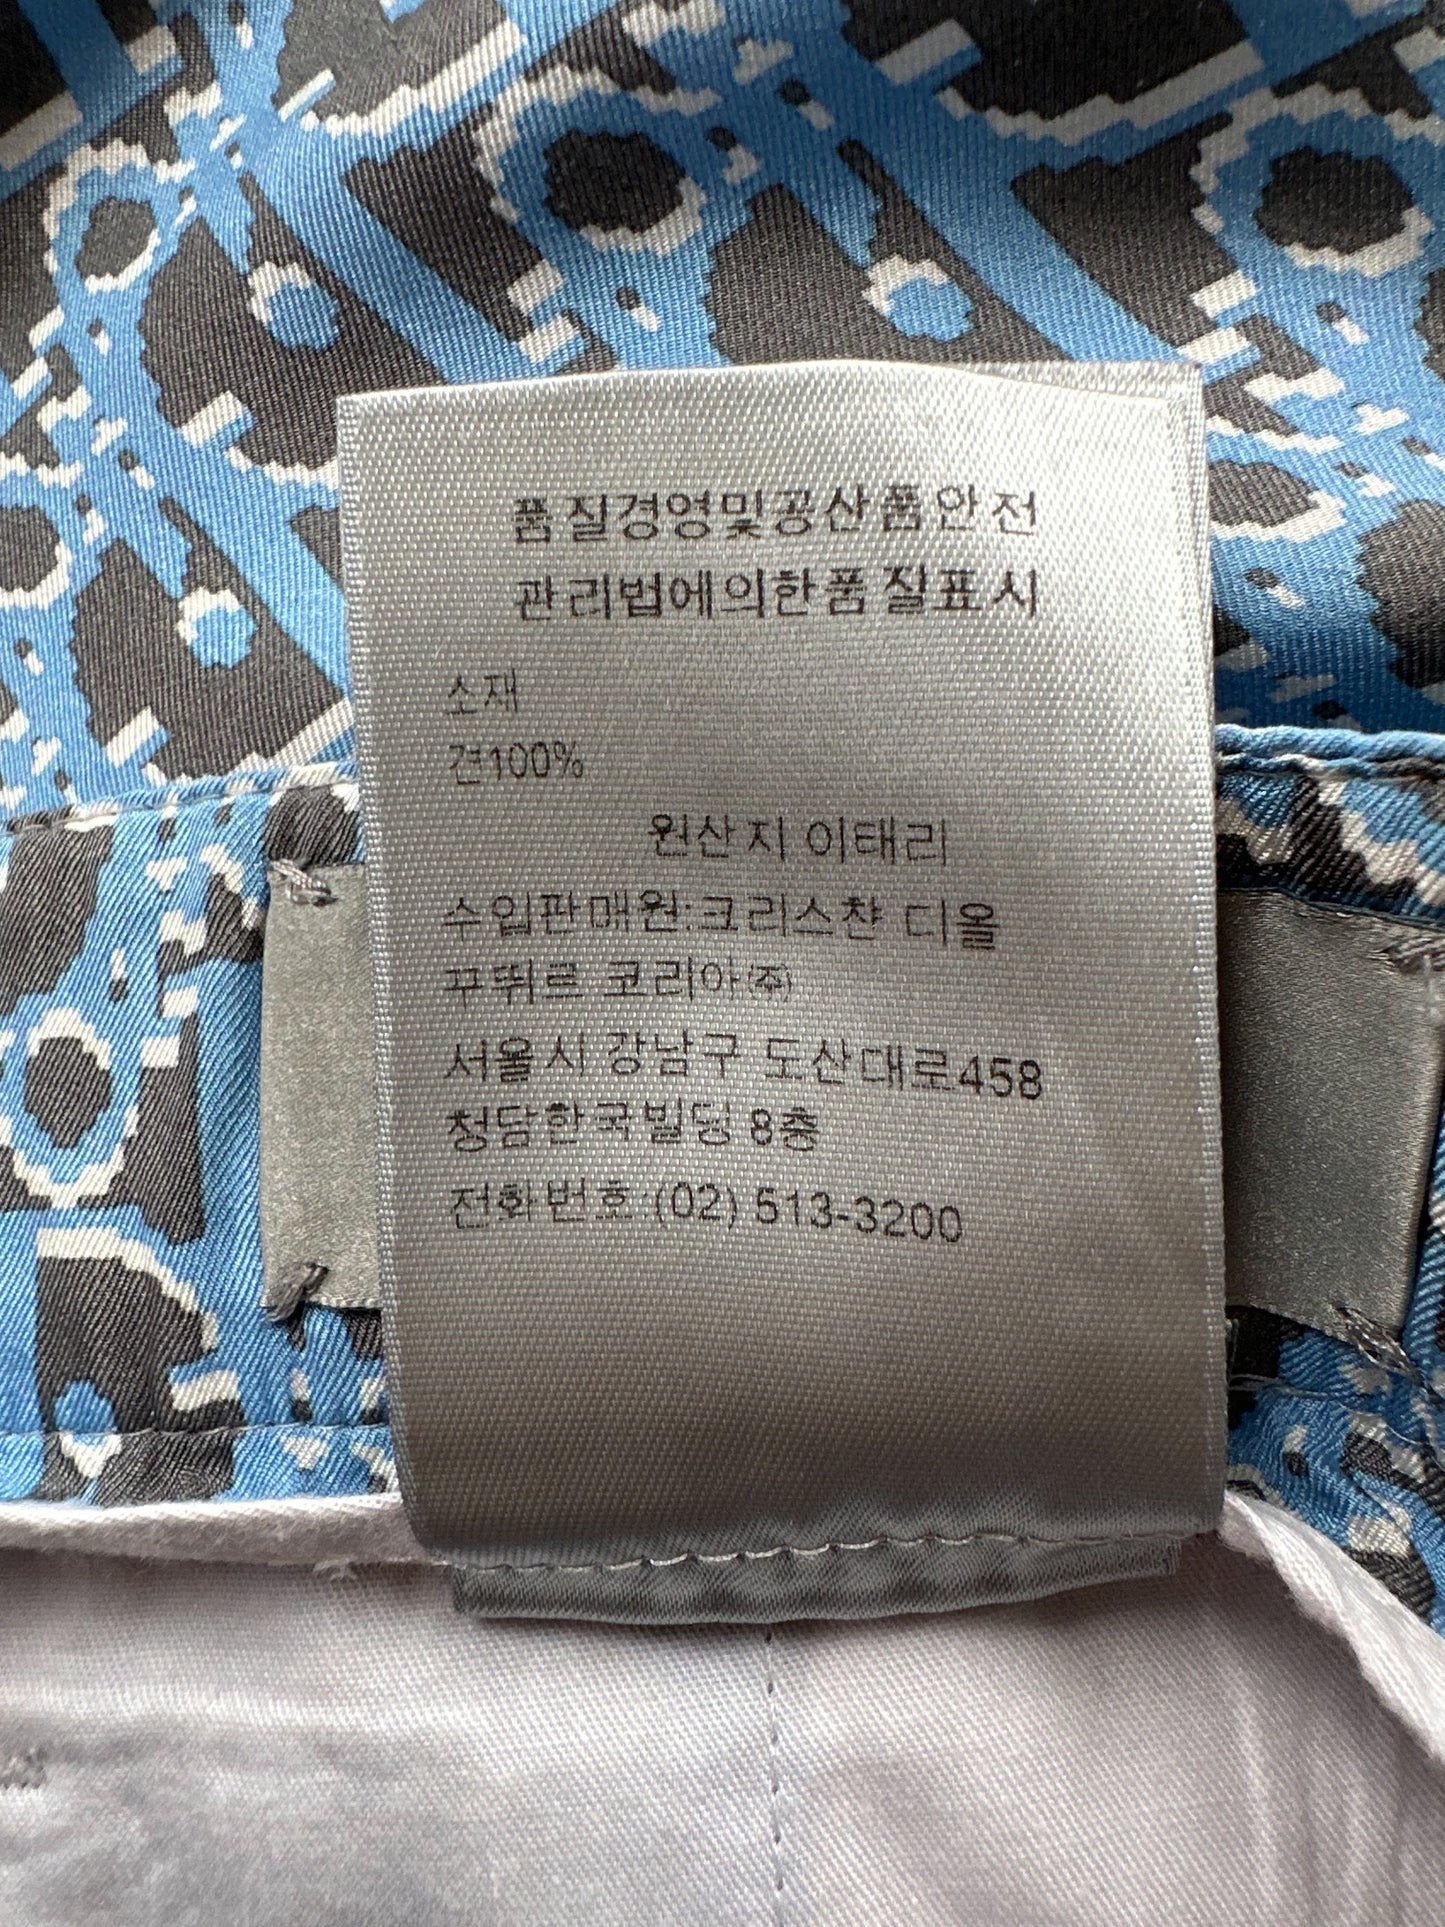 품질경영및공산품안전
관리법에의한품질표시
소재
견100%
원산지 이태리
수입판매원:크리스챤 디올
꾸뛰르 코리아(주)
서울시 강남구 도산대로458
청담한국빌딩 8층
전화번호:(02) 513-3200